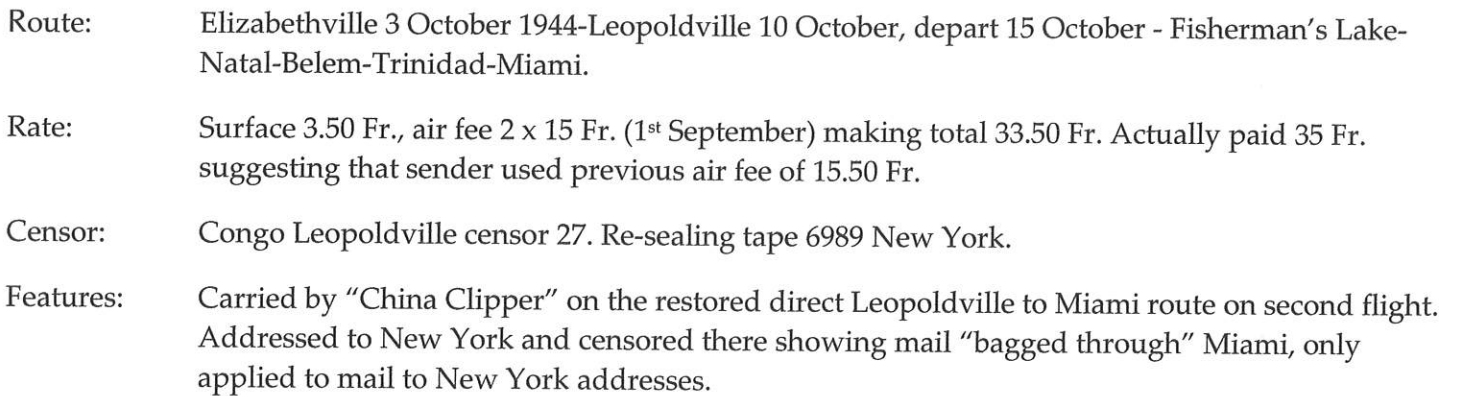 Route: Elizabethville 3 October 1944-Leopoldville 10 October, depart 15 October - Fisherman's Lake-
Natal-Belem-Trinidad-Miami.
Rate: Surface 3.50 Fr., air fee 2 x 15 Fr. (1st September) making total 33.50 Fr. Actually paid 35 Fr.
suggesting that sender used previous air fee of 15.50 Fr.
Censor: Congo Leopoldville censor 27. Re-sealing tape 6989 New York.
Features: Carried by "China Clipper" on the restored direct Leopoldville to Miami route on second flight.
Addressed to New York and censored there showing mail "bagged through" Miami, only
applied to mail to New York addresses.